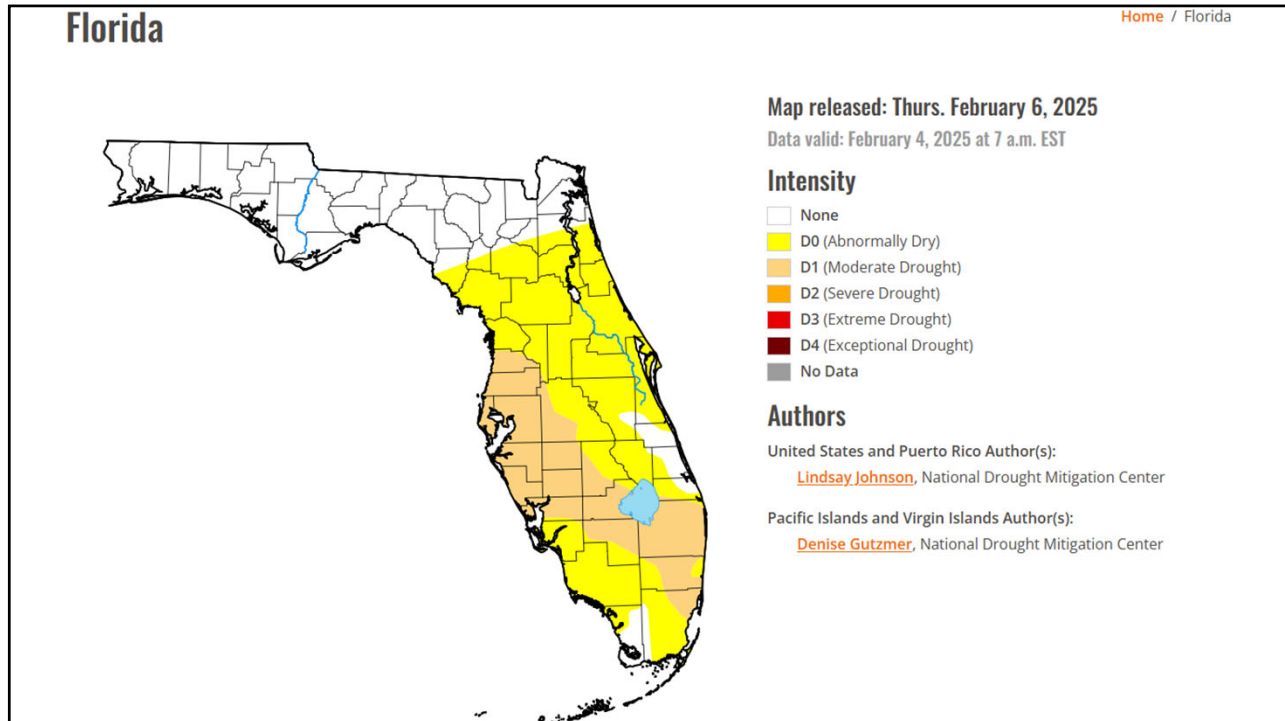 Florida
Home / Florida
Map released: Thurs. February 6, 2025
Data valid: February 4, 2025 at 7 a.m. EST
Intensity
None
D0 (Abnormally Dry)
D1 (Moderate Drought)
D2 (Severe Drought)
D3 (Extreme Drought)
D4 (Exceptional Drought)
No Data
Authors
United States and Puerto Rico Author(s):
Lindsay Johnson, National Drought Mitigation Center
Pacific Islands and Virgin Islands Author(s):
Denise Gutzmer, National Drought Mitigation Center